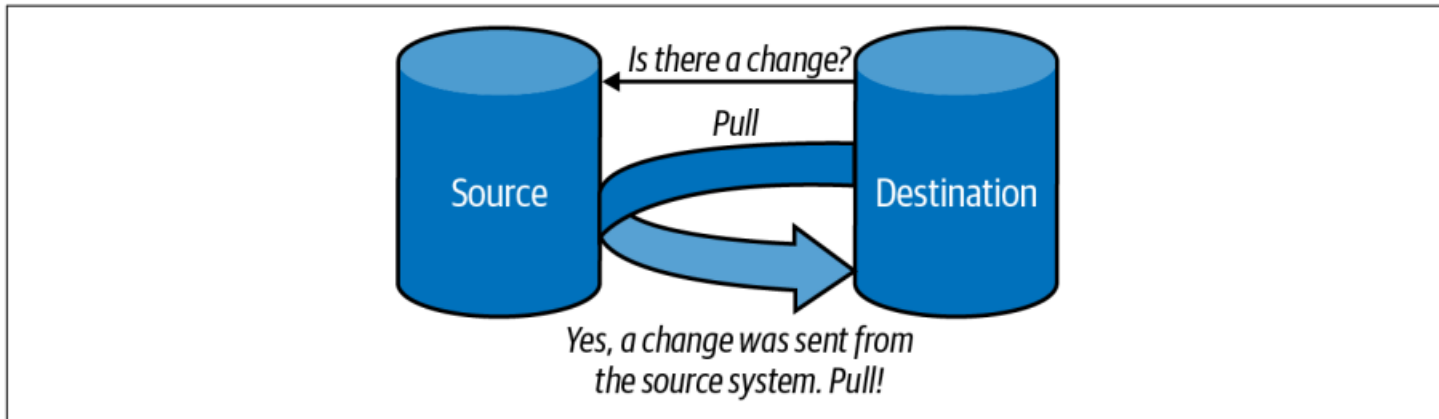 Is there a change?
Pull
Source
Destination
Yes, a change was sent from
the source system. Pull!